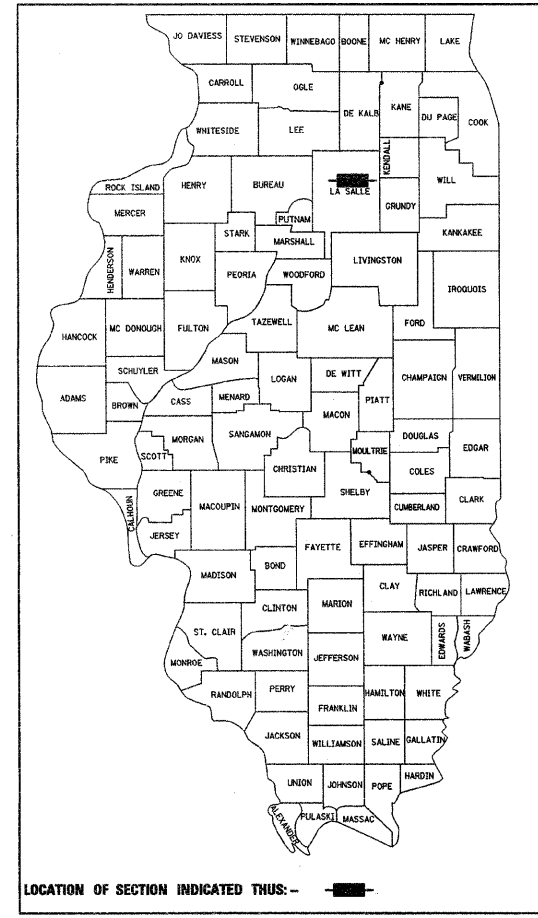 JO DAVIESS
STEVENSON
WINNEBAGO
BOONE
MC HENRY
LAKE
CARROLL
OGLE
DE KALB
KANE
DU PAGE
COOK
WHITESIDE
LEE
KENDALL
WILL
ROCK ISLAND
HENRY
BUREAU
LA SALLE
GRUNDY
MERCER
PUTNAM
KANKAKEE
STARK
MARSHALL
HENDERSON
WARREN
KNOX
PEORIA
WOODFORD
LIVINGSTON
IROQUOIS
HANCOCK
MC DONOUGH
FULTON
TAZEWELL
MC LEAN
FORD
SCHUYLER
MASON
LOGAN
DE WITT
CHAMPAIGN
VERMILION
ADAMS
BROWN
CASS
MENARD
MACON
PIATT
PIKE
SCOTT
MORGAN
SANGAMON
CHRISTIAN
MOULTRIE
DOUGLAS
EDGAR
COLES
CALHOUN
GREENE
MACOUPIN
MONTGOMERY
SHELBY
CUMBERLAND
CLARK
JERSEY
FAYETTE
EFFINGHAM
JASPER
CRAWFORD
MADISON
BOND
CLAY
RICHLAND
LAWRENCE
CLINTON
MARION
ST. CLAIR
WAYNE
EDWARDS
WABASH
WASHINGTON
JEFFERSON
MONROE
RANDOLPH
PERRY
HAMILTON
WHITE
FRANKLIN
JACKSON
WILLIAMSON
SALINE
GALLATIN
UNION
JOHNSON
POPE
HARDIN
ALEXANDER
PULASKI
MASSAC
LOCATION OF SECTION INDICATED THUS: -